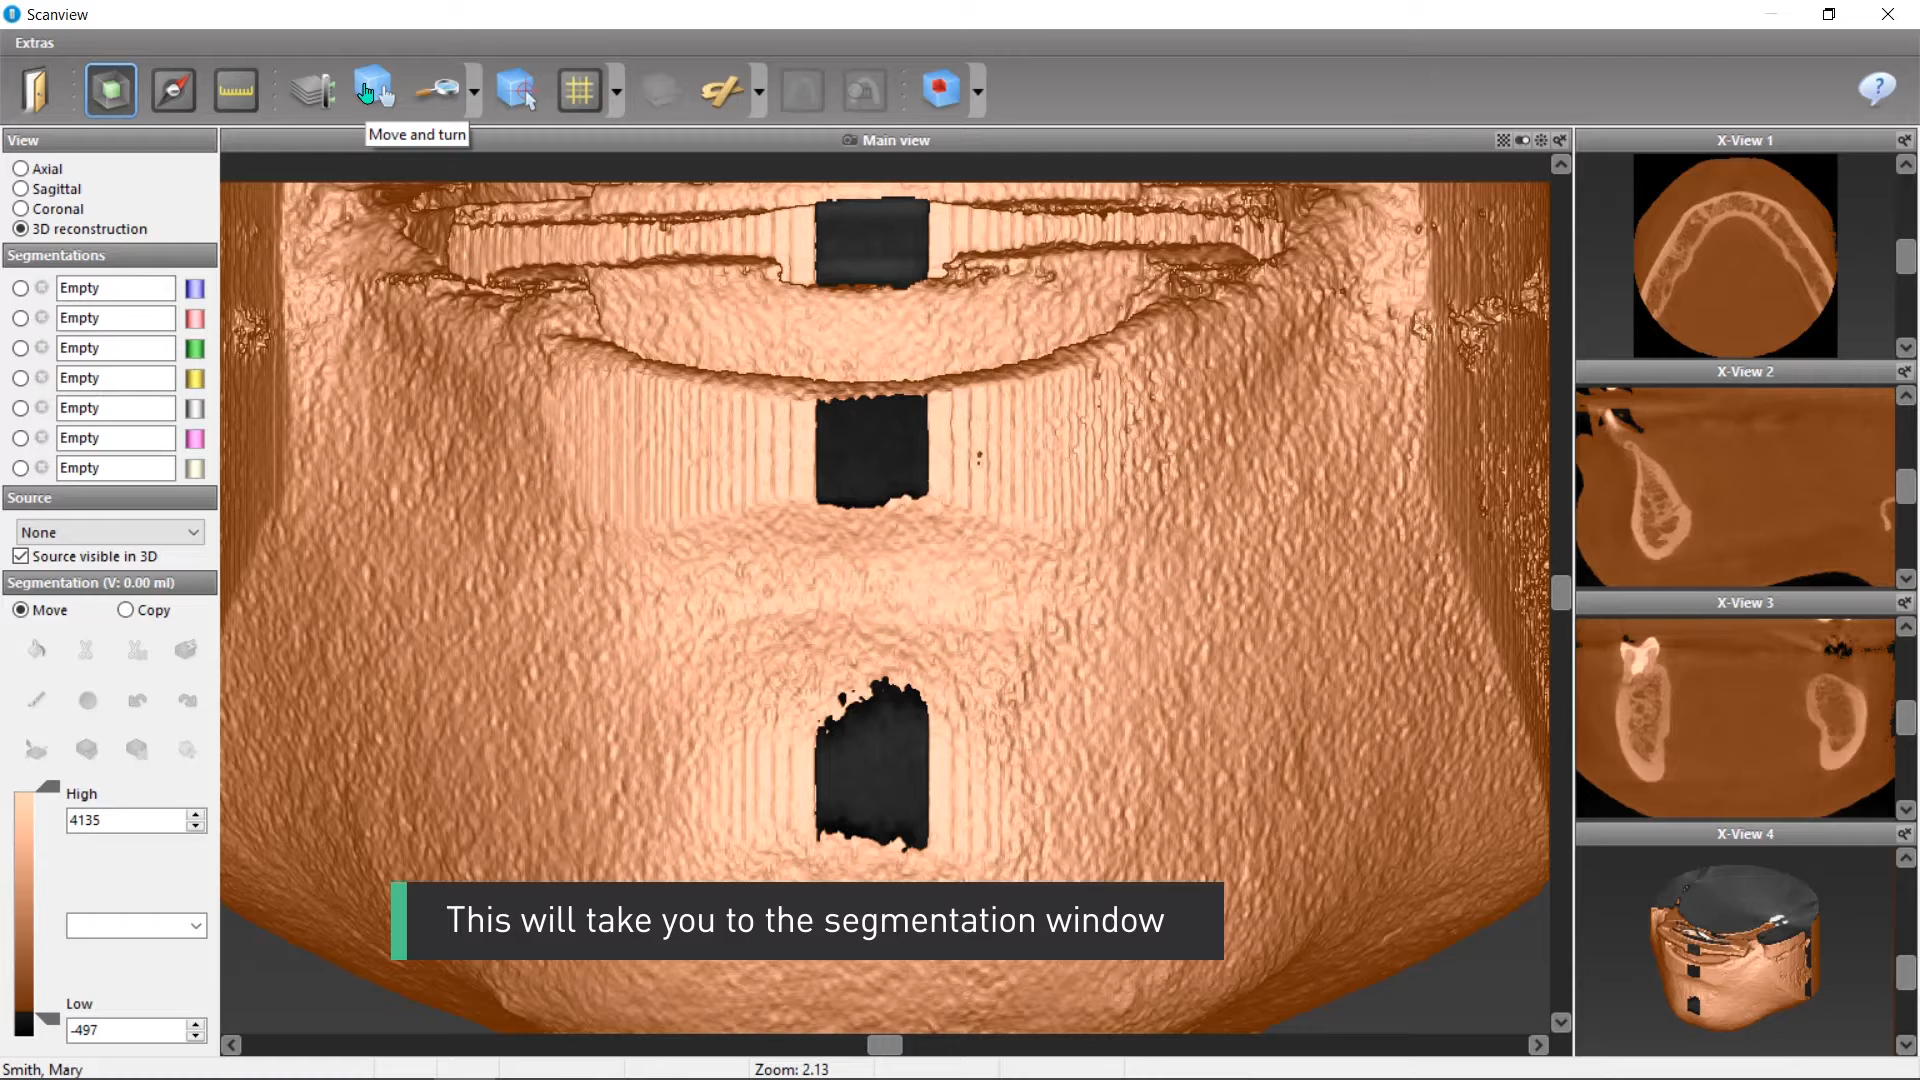 Scanview
Extras
Move and turn
View
Main view
X-View 1
Axial
Sagittal
Coronal
3D reconstruction
Segmentations
Empty
Empty
Empty
Empty
Empty
Empty
Empty
X-View 2
Source
None
Source visible in 3D
Segmentation (V: 0.00 ml)
Move Copy
X-View 3
High
4135
X-View 4
This will take you to the segmentation window
Low
-497
Smith, Mary
Zoom: 2.13